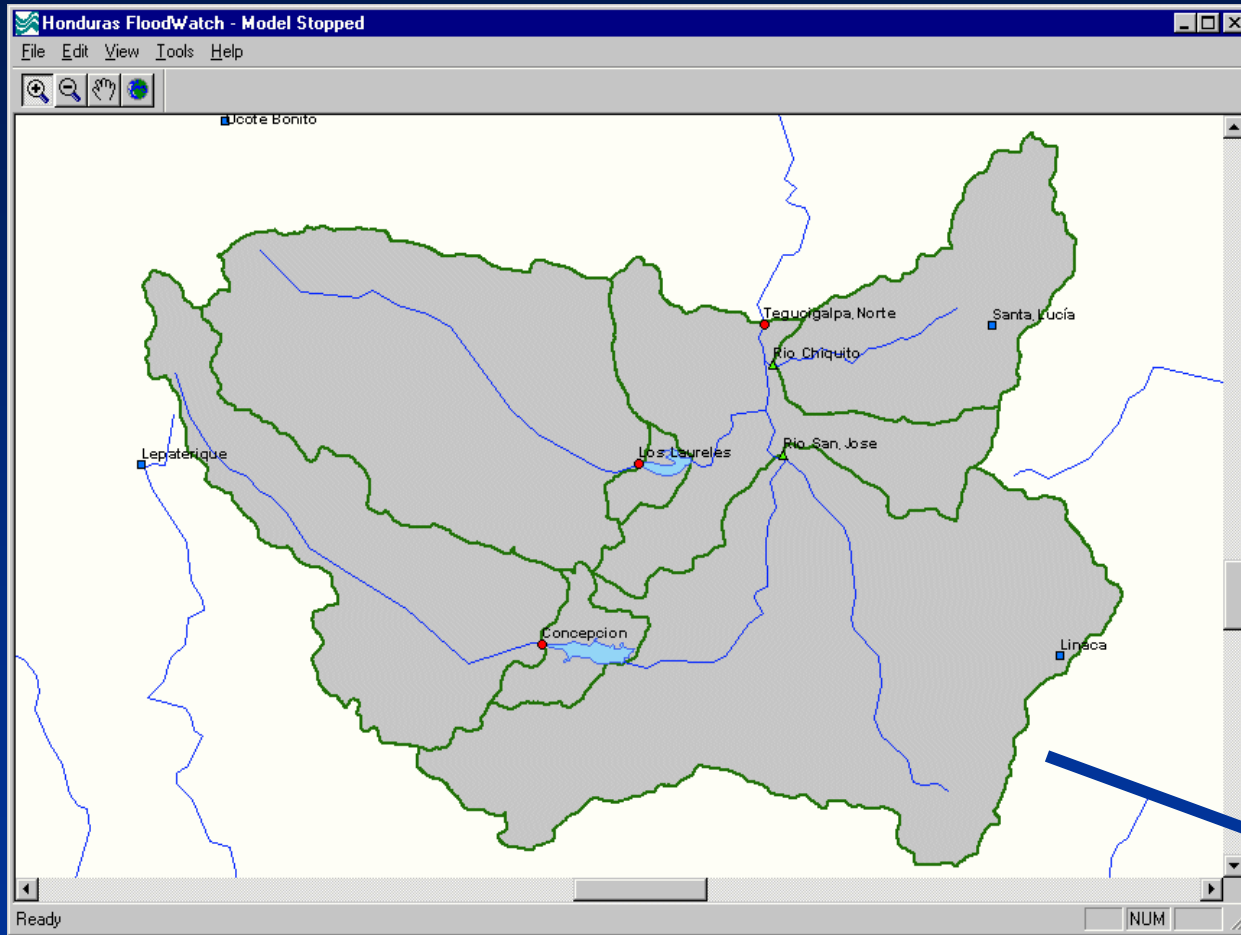 Honduras FloodWatch - Model Stopped
File Edit View Tools Help
Ocote Bonito
Tegucigalpa, Norte
Santa, Lucía
Rio Chiquito
Rio San, Jose
Los Laureles
Lepaterique
Concepcion
Linaca
Ready
NUM